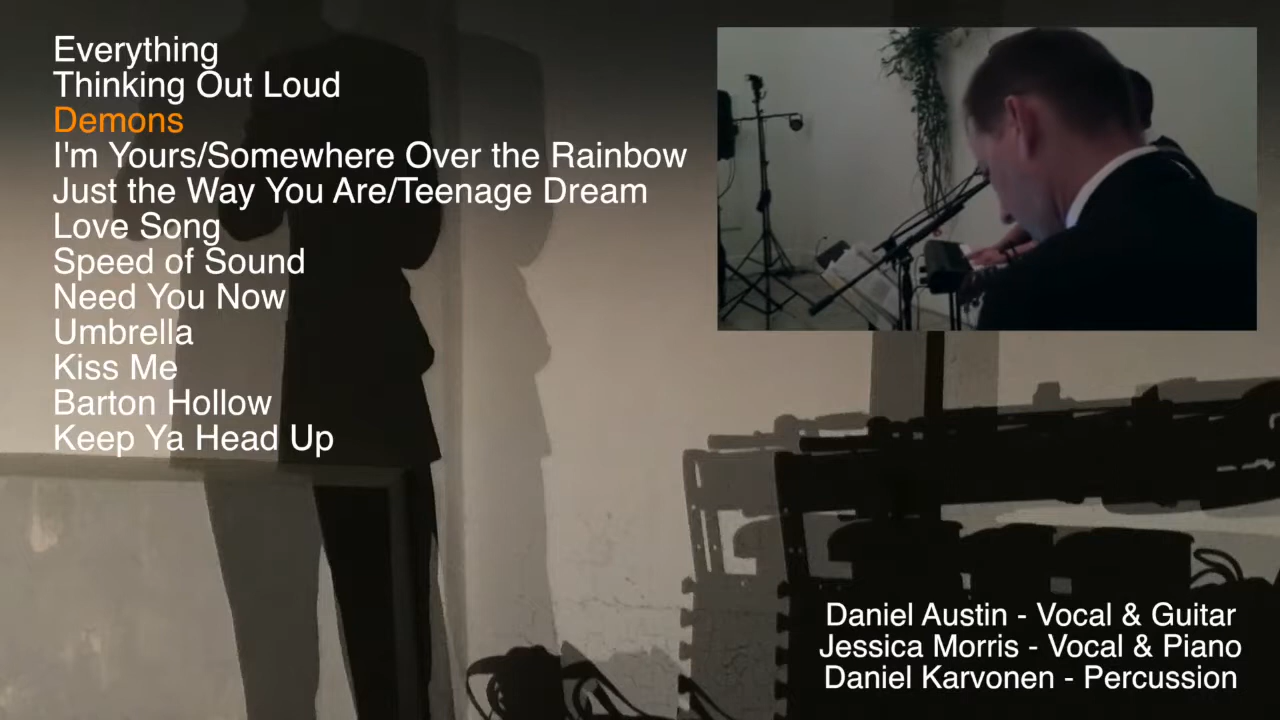 Everything
Thinking Out Loud
Demons
I'm Yours/Somewhere Over the Rainbow
Just the Way You Are/Teenage Dream
Love Song
Speed of Sound
Need You Now
Umbrella
Kiss Me
Barton Hollow
Keep Ya Head Up
Daniel Austin - Vocal & Guitar
Jessica Morris - Vocal & Piano
Daniel Karvonen - Percussion